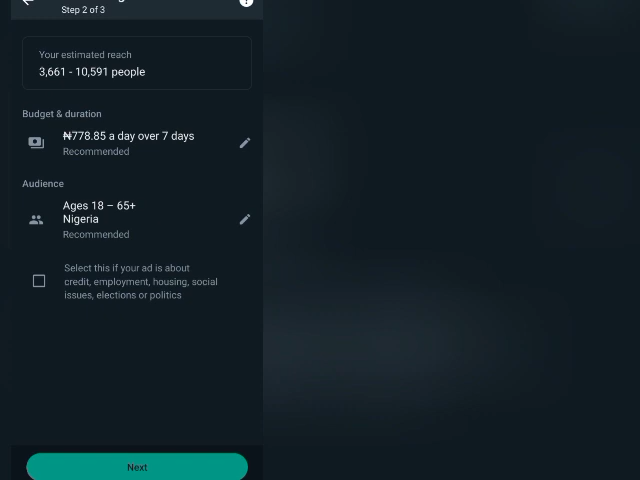 Step 2 of 3
Your estimated reach
3,661 - 10,591 people
Budget & duration
₦778.85 a day over 7 days
Recommended
Audience
Ages 18 – 65+
Nigeria
Recommended
Select this if your ad is about
credit, employment, housing, social
issues, elections or politics
Next